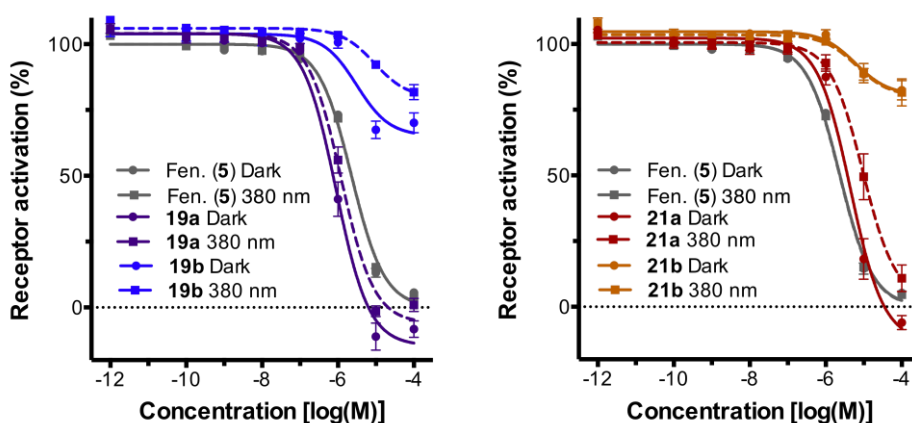 Receptor activation (%)
100
50
0
Fen. (5) Dark
Fen. (5) 380 nm
19a Dark
19a 380 nm
19b Dark
19b 380 nm
-12
-10
-8
-6
-4
Concentration [log(M)]
Receptor activation (%)
100
50
0
Fen. (5) Dark
Fen. (5) 380 nm
21a Dark
21a 380 nm
21b Dark
21b 380 nm
-12
-10
-8
-6
-4
Concentration [log(M)]